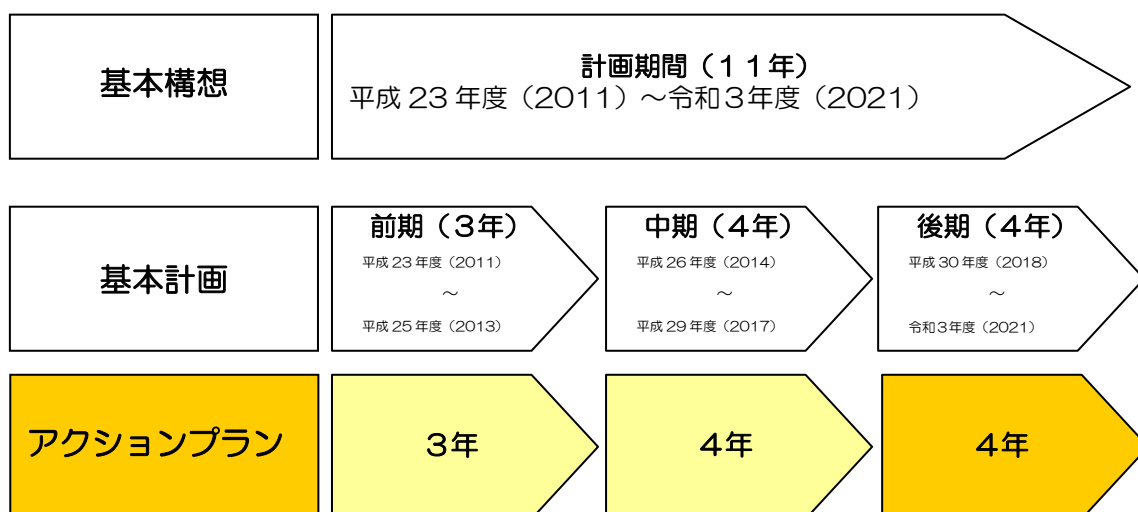 基本構想
計画期間（１１年）
平成 23 年度（2011）～令和３年度（2021）
基本計画
前期（３年）
平成 23 年度（2011）
～
平成 25 年度（2013）
中期（４年）
平成 26 年度（2014）
～
平成 29 年度（2017）
後期（４年）
平成 30 年度（2018）
～
令和３年度（2021）
アクションプラン
３年
４年
４年